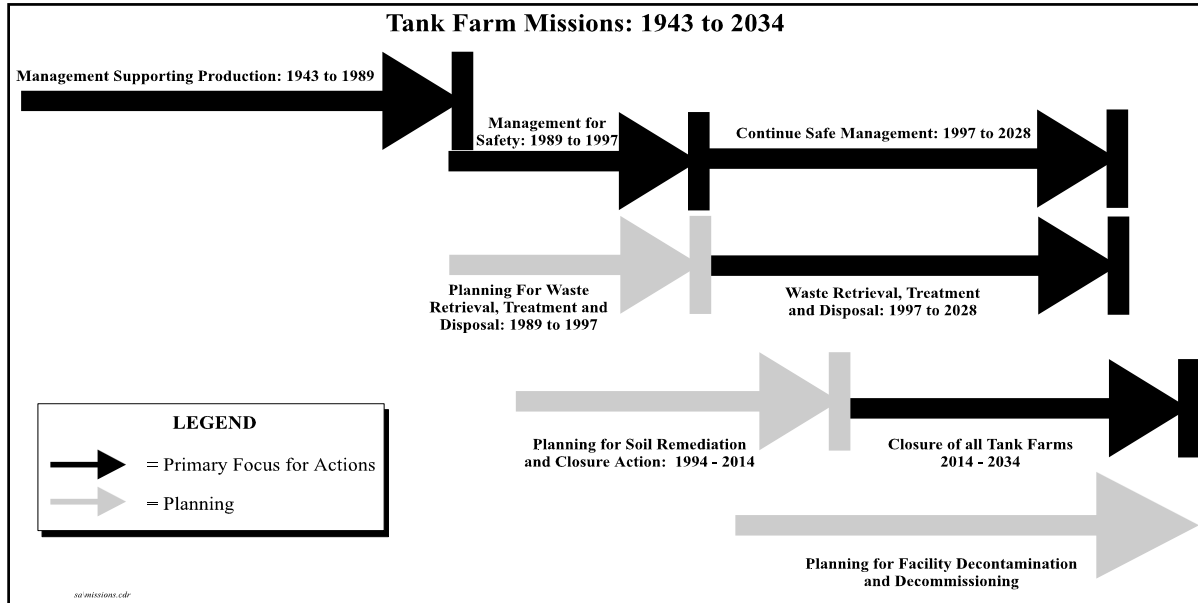 Tank Farm Missions: 1943 to 2034
Management Supporting Production: 1943 to 1989
Management for
Safety: 1989 to 1997
Continue Safe Management: 1997 to 2028
Planning For Waste
Retrieval, Treatment and
Disposal: 1989 to 1997
Waste Retrieval, Treatment
and Disposal: 1997 to 2028
Planning for Soil Remediation
and Closure Action: 1994 - 2014
Closure of all Tank Farms
2014 - 2034
Planning for Facility Decontamination
and Decommissioning
LEGEND
= Primary Focus for Actions
= Planning
sa\missions.cdr